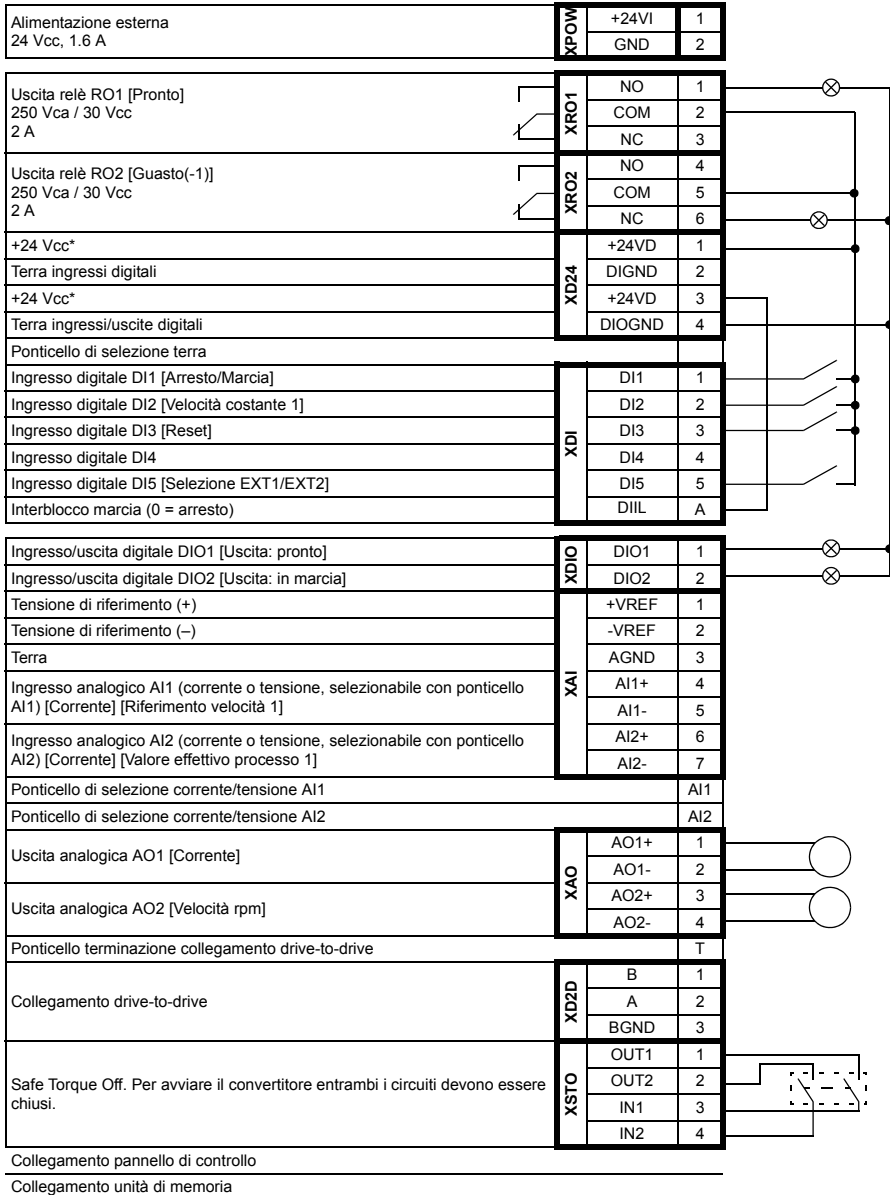 Alimentazione esterna
24 Vcc, 1.6 A
XPOW
+24VI 1
GND 2
Uscita relè RO1 [Pronto]
250 Vca / 30 Vcc
2 A
XRO1
NO 1
COM 2
NC 3
Uscita relè RO2 [Guasto(-1)]
250 Vca / 30 Vcc
2 A
XRO2
NO 4
COM 5
NC 6
XD24
+24 Vcc* +24VD 1
Terra ingressi digitali DIGND 2
+24 Vcc* +24VD 3
Terra ingressi/uscite digitali DIOGND 4
Ponticello di selezione terra
XDI
Ingresso digitale DI1 [Arresto/Marcia] DI1 1
Ingresso digitale DI2 [Velocità costante 1] DI2 2
Ingresso digitale DI3 [Reset] DI3 3
Ingresso digitale DI4 DI4 4
Ingresso digitale DI5 [Selezione EXT1/EXT2] DI5 5
Interblocco marcia (0 = arresto) DIIL A
XDIO
Ingresso/uscita digitale DIO1 [Uscita: pronto] DIO1 1
Ingresso/uscita digitale DIO2 [Uscita: in marcia] DIO2 2
XAI
Tensione di riferimento (+) +VREF 1
Tensione di riferimento (–) -VREF 2
Terra AGND 3
Ingresso analogico AI1 (corrente o tensione, selezionabile con ponticello
AI1) [Corrente] [Riferimento velocità 1]
AI1+ 4
AI1- 5
Ingresso analogico AI2 (corrente o tensione, selezionabile con ponticello
AI2) [Corrente] [Valore effettivo processo 1]
AI2+ 6
AI2- 7
Ponticello di selezione corrente/tensione AI1 AI1
Ponticello di selezione corrente/tensione AI2 AI2
Uscita analogica AO1 [Corrente]
XAO
AO1+ 1
AO1- 2
Uscita analogica AO2 [Velocità rpm]
AO2+ 3
AO2- 4
Ponticello terminazione collegamento drive-to-drive T
Collegamento drive-to-drive
XD2D
B 1
A 2
BGND 3
Safe Torque Off. Per avviare il convertitore entrambi i circuiti devono essere
chiusi.
XSTO
OUT1 1
OUT2 2
IN1 3
IN2 4
Collegamento pannello di controllo
Collegamento unità di memoria